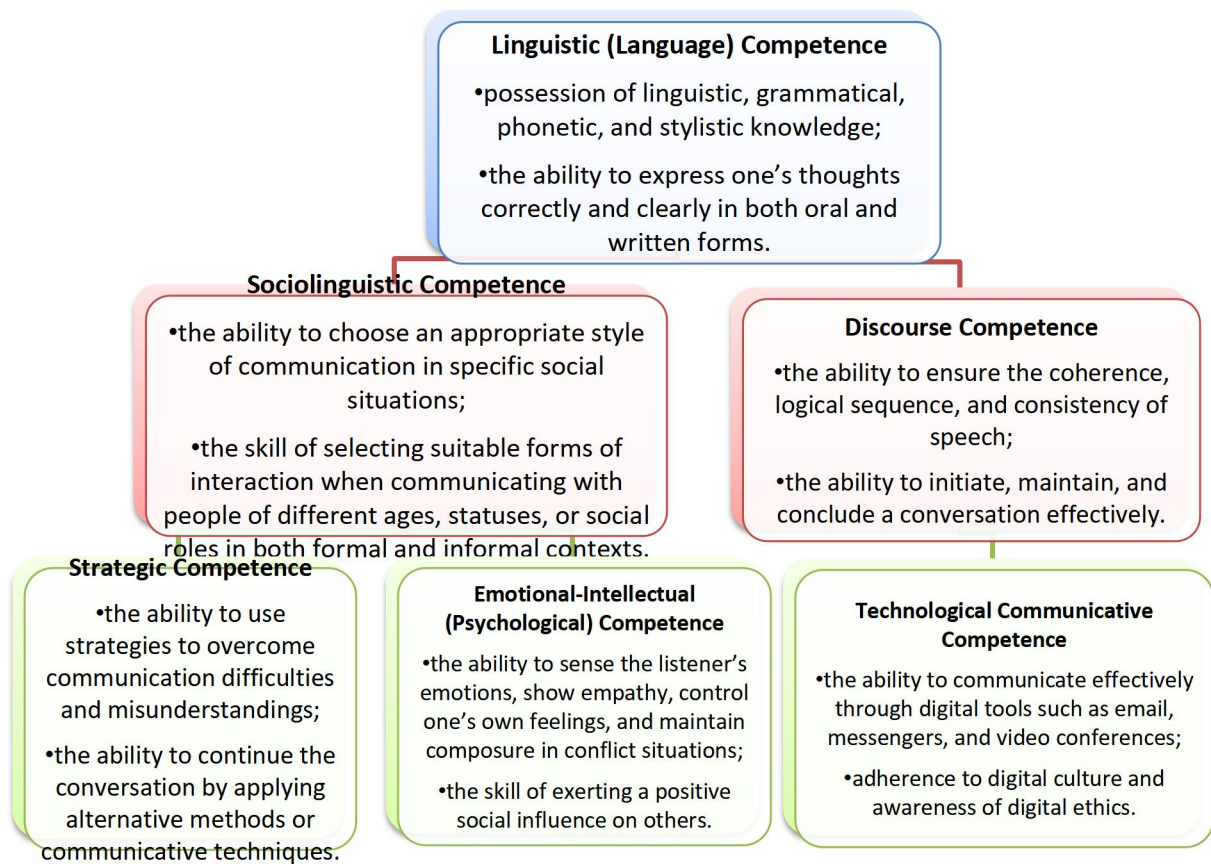 Linguistic (Language) Competence
•possession of linguistic, grammatical,
phonetic, and stylistic knowledge;
•the ability to express one's thoughts
correctly and clearly in both oral and
written forms.
Sociolinguistic Competence
•the ability to choose an appropriate style
of communication in specific social
situations;
•the skill of selecting suitable forms of
interaction when communicating with
people of different ages, statuses, or social
roles in both formal and informal contexts.
Discourse Competence
•the ability to ensure the coherence,
logical sequence, and consistency of
speech;
•the ability to initiate, maintain, and
conclude a conversation effectively.
Strategic Competence
•the ability to use
strategies to overcome
communication difficulties
and misunderstandings;
•the ability to continue the
conversation by applying
alternative methods or
communicative techniques.
Emotional-Intellectual
(Psychological) Competence
•the ability to sense the listener's
emotions, show empathy, control
one's own feelings, and maintain
composure in conflict situations;
•the skill of exerting a positive
social influence on others.
Technological Communicative
Competence
•the ability to communicate effectively
through digital tools such as email,
messengers, and video conferences;
•adherence to digital culture and
awareness of digital ethics.